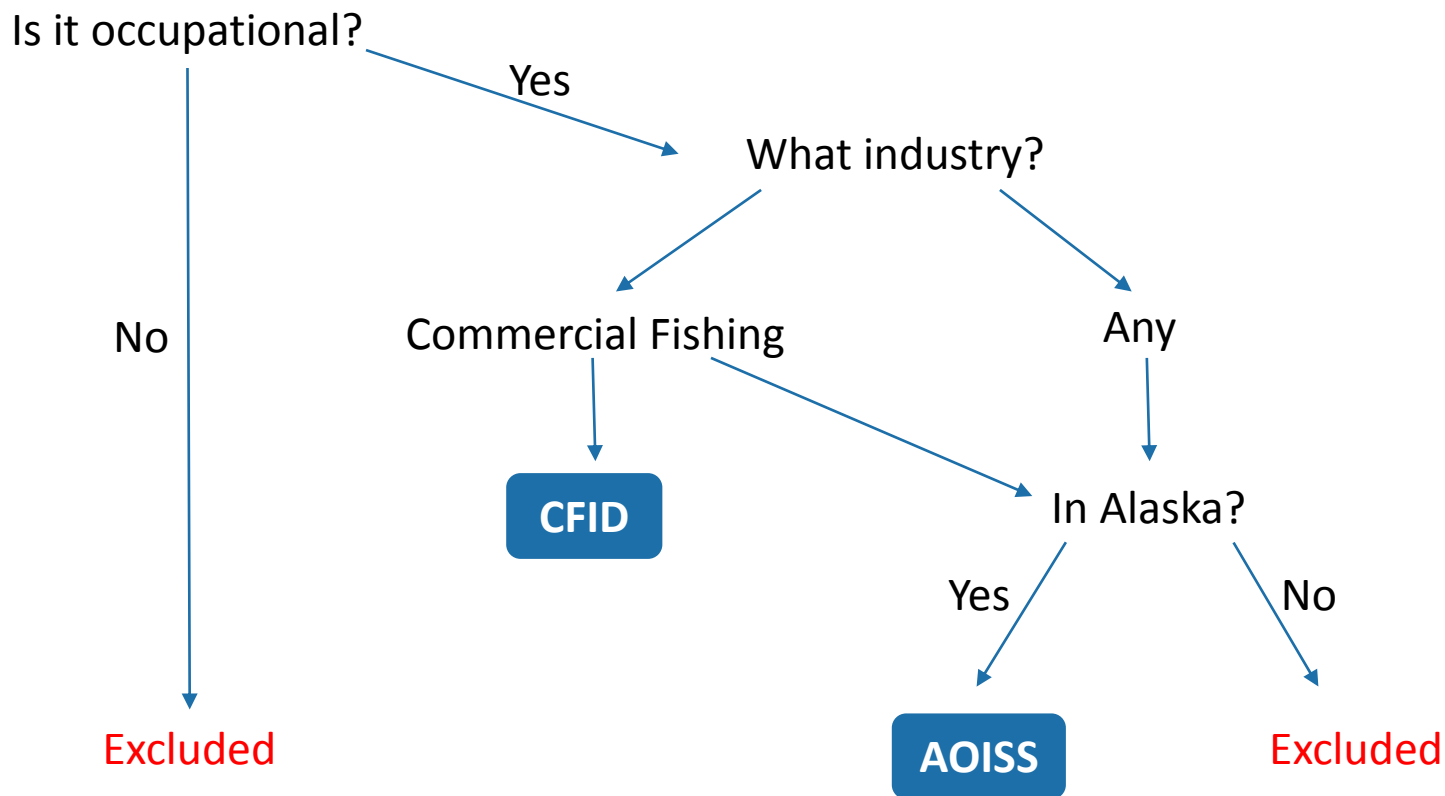 Is it occupational?
Yes
What industry?
No
Commercial Fishing
Any
CFID
In Alaska?
Yes
No
Excluded
AOISS
Excluded